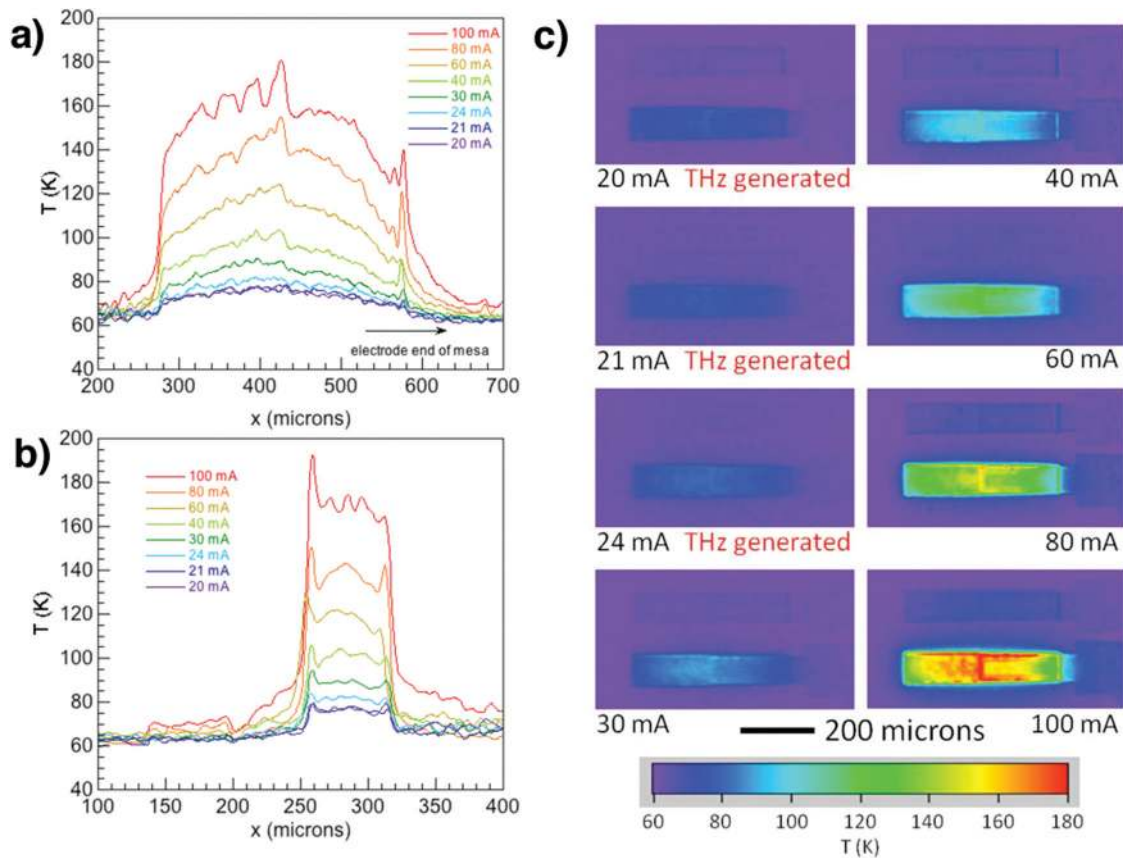 a)
200
180
160
140
120
100
80
60
40
T (K)
100 mA
80 mA
60 mA
40 mA
30 mA
24 mA
21 mA
20 mA
electrode end of mesa
200 300 400 500 600 700
x (microns)
b)
200
180
160
140
120
100
80
60
40
T (K)
100 mA
80 mA
60 mA
40 mA
30 mA
24 mA
21 mA
20 mA
100 200 300 400
x (microns)
c)
20 mA THz generated 40 mA
21 mA THz generated 60 mA
24 mA THz generated 80 mA
30 mA 200 microns 100 mA
60 80 100 120 140 160 180
T (K)